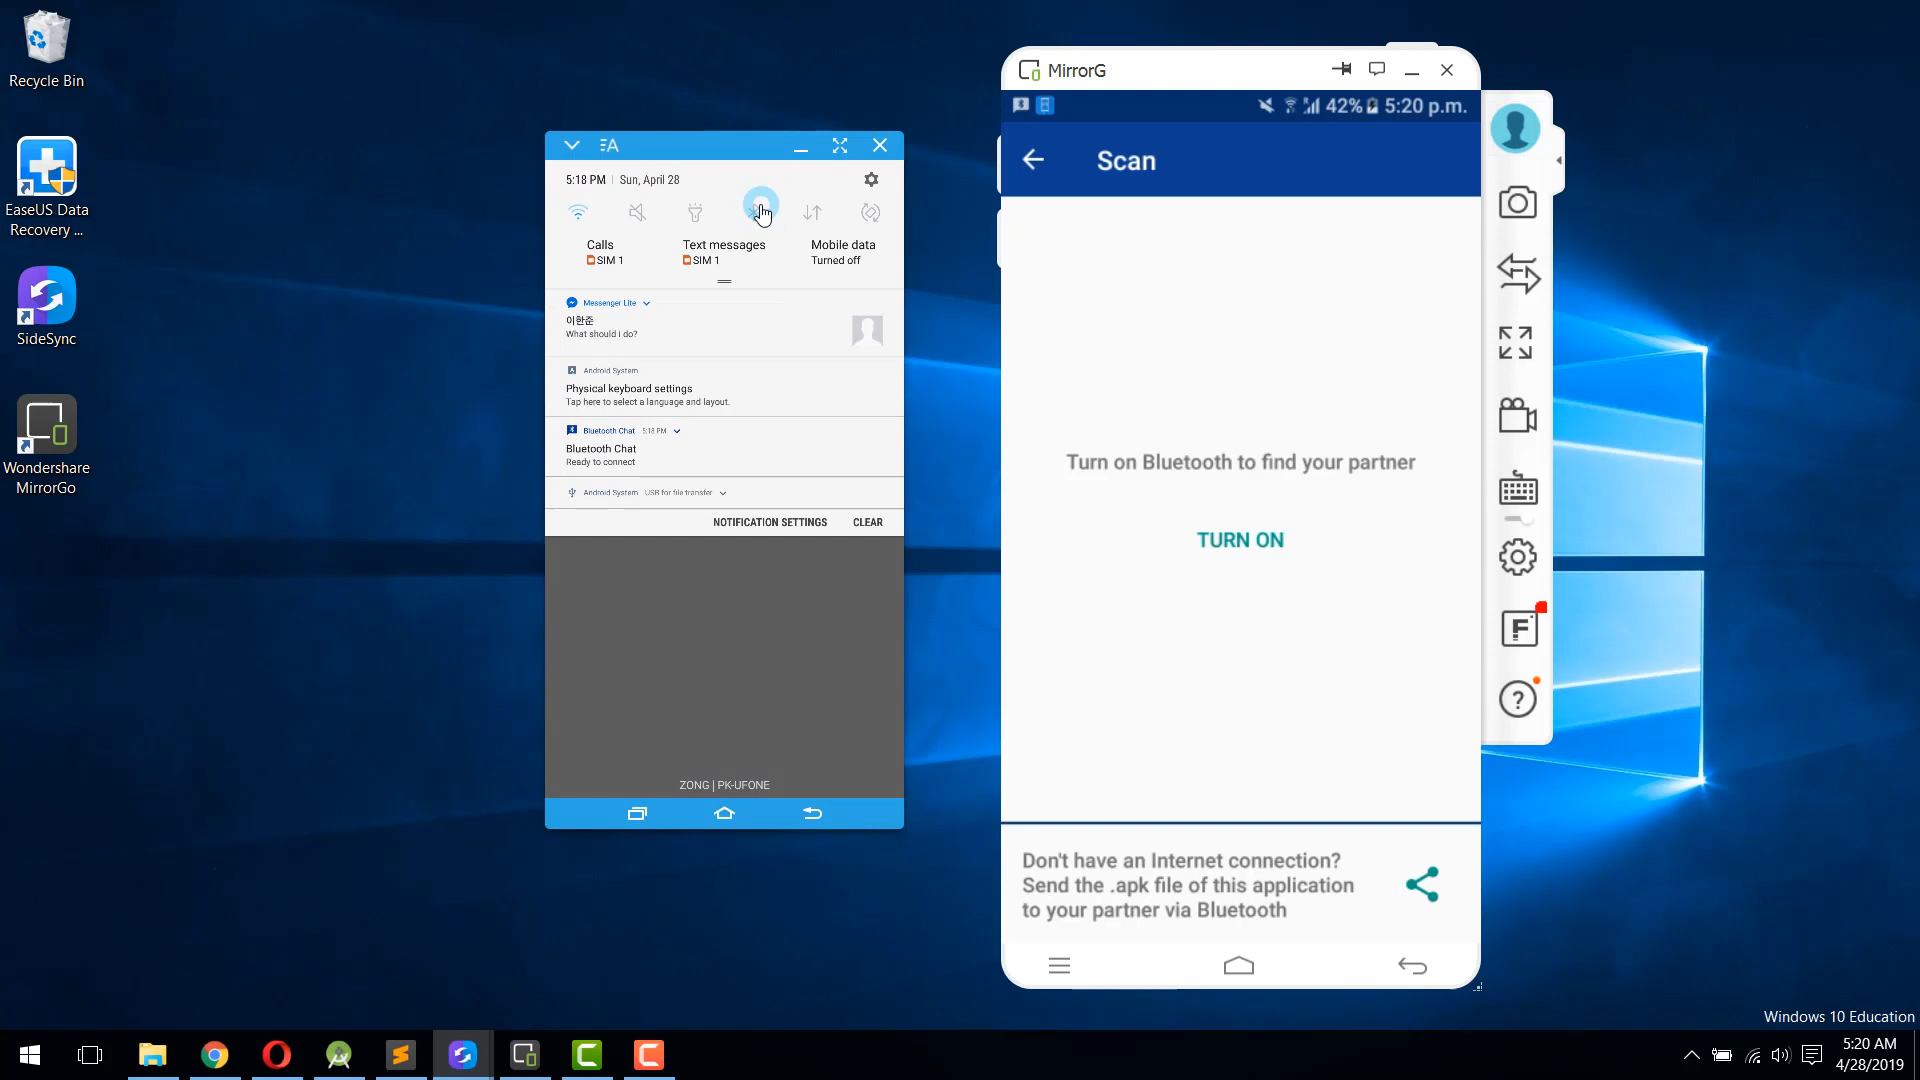 Recycle Bin
EaseUS Data
Recovery ...
SideSync
Wondershare
MirrorGo
A
5:18 PM | Sun, April 28
Calls
SIM 1
Text messages
SIM 1
Mobile data
Turned off
Messenger Lite
이한준
What should i do?
Android System
Physical keyboard settings
Tap here to select a language and layout.
Bluetooth Chat 5:18 PM
Bluetooth Chat
Ready to connect
Android System USB for file transfer
NOTIFICATION SETTINGS CLEAR
ZONG | PK-UFONE
MirrorG
42% 5:20 p.m.
Scan
Turn on Bluetooth to find your partner
TURN ON
Don't have an Internet connection?
Send the .apk file of this application
to your partner via Bluetooth
F
?
Windows 10 Education
5:20 AM
4/28/2019